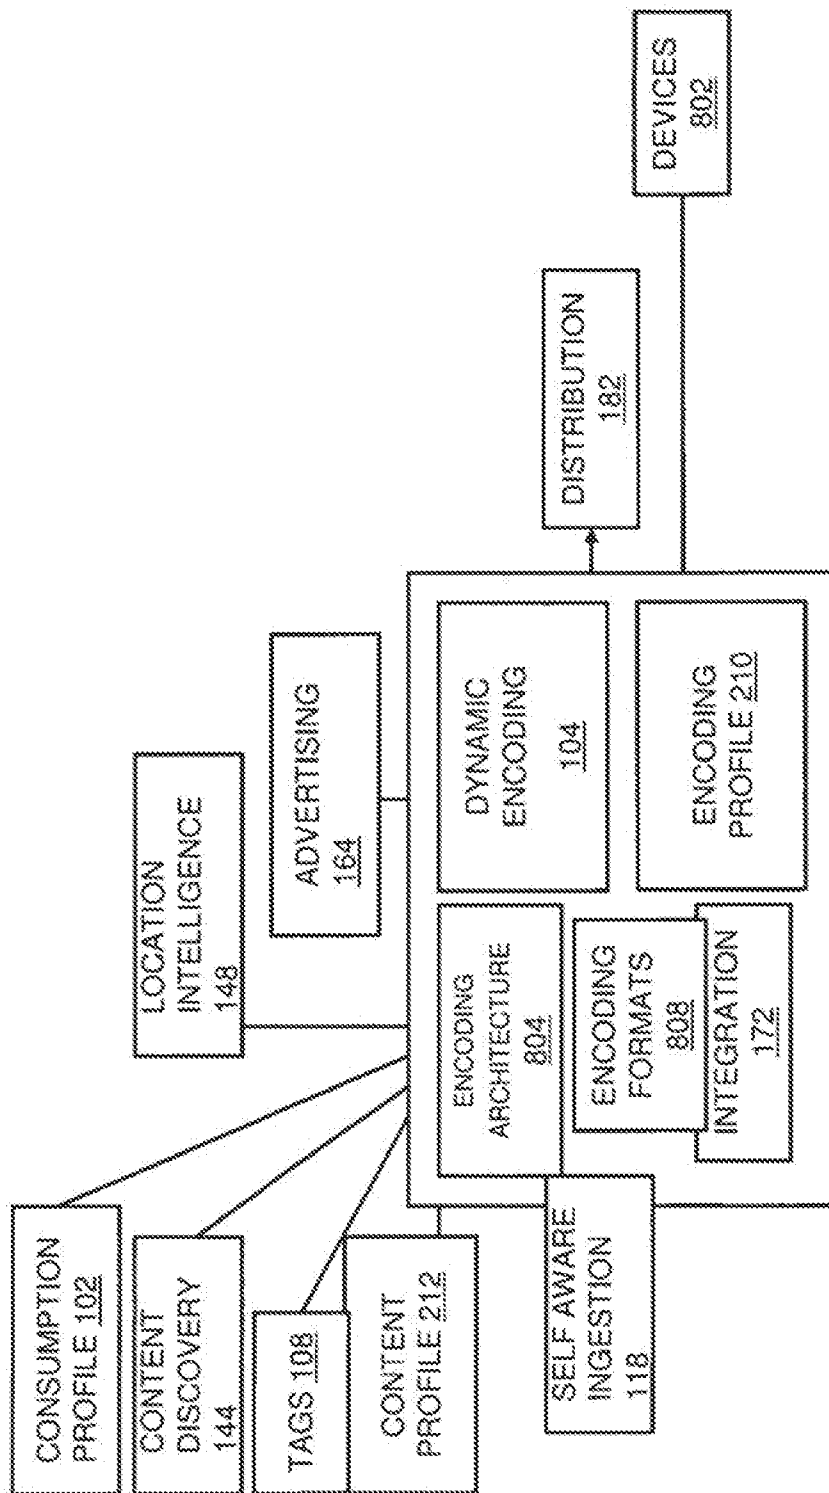 CONSUMPTION
PROFILE 102
CONTENT
DISCOVERY
144
TAGS 108
CONTENT
PROFILE 212
SELF AWARE
INGESTION
118
LOCATION
INTELLIGENCE
148
ADVERTISING
164
ENCODING
ARCHITECTURE
804
ENCODING
FORMATS
808
INTEGRATION
172
DYNAMIC
ENCODING
104
ENCODING
PROFILE 210
DISTRIBUTION
182
DEVICES
802